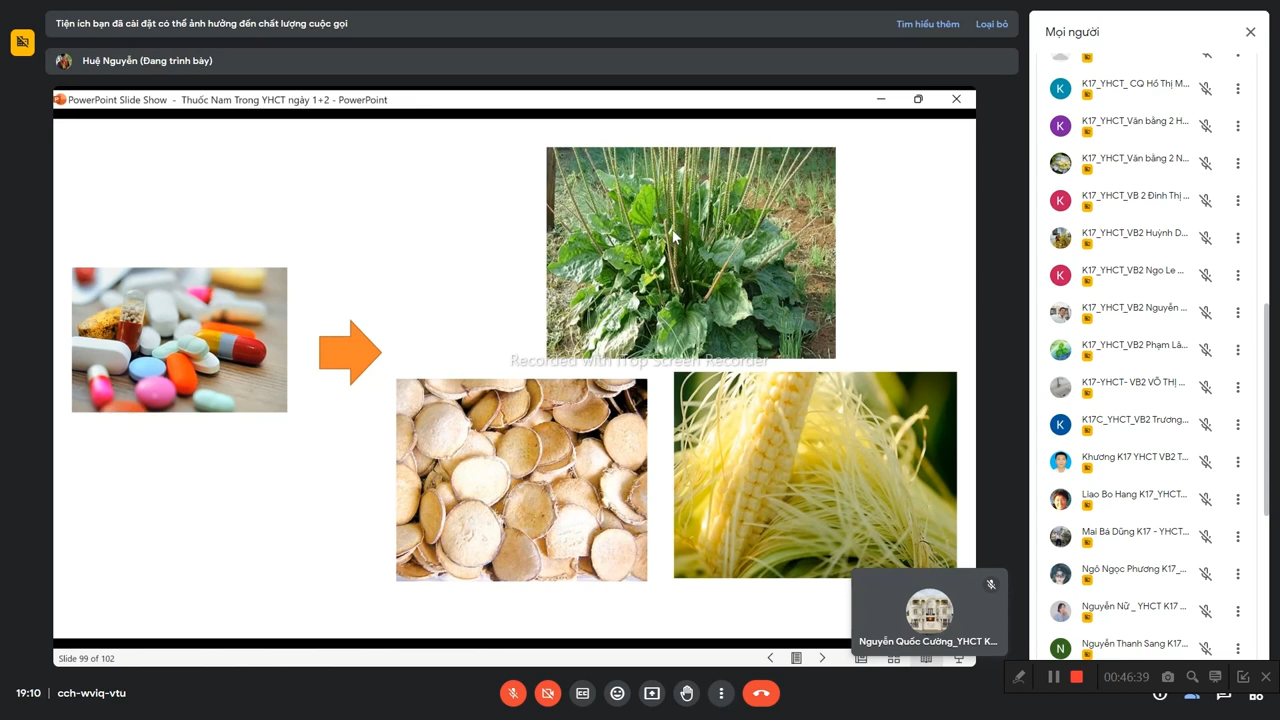 Tiện ích bạn đã cài đặt có thể ảnh hưởng đến chất lượng cuộc gọi
Tìm hiểu thêm
Loại bỏ
Huệ Nguyễn (Đang trình bày)
PowerPoint Slide Show - Thuốc Nam Trong YHCT ngày 1+2 - PowerPoint
Recorded with iTop Screen Recorder
Nguyễn Quốc Cường_YHCT K...
Slide 99 of 102
19:10
cch-wviq-vtu
Mọi người
K K17_YHCT_ CQ Hồ Thị M...
K K17_YHCT_Văn bằng 2 H...
K17_YHCT_Văn bằng 2 N...
K K17_YHCT_VB 2 Đinh Thị ...
K17_YHCT_VB2 Huỳnh D...
K K17_YHCT_VB2 Ngo Le ...
K17_YHCT_VB2 Nguyễn ...
K17_YHCT_VB2 Phạm Lâ...
K17-YHCT- VB2 VÕ THỊ ...
K K17C_YHCT_VB2 Trương...
Khương K17 YHCT VB2 T...
Liao Bo Hang K17_YHCT...
Mai Bá Dũng K17 - YHCT...
Ngô Ngọc Phương K17_...
Nguyễn Nữ _ YHCT K17 ...
N Nguyễn Thanh Sang K17...
00:46:39